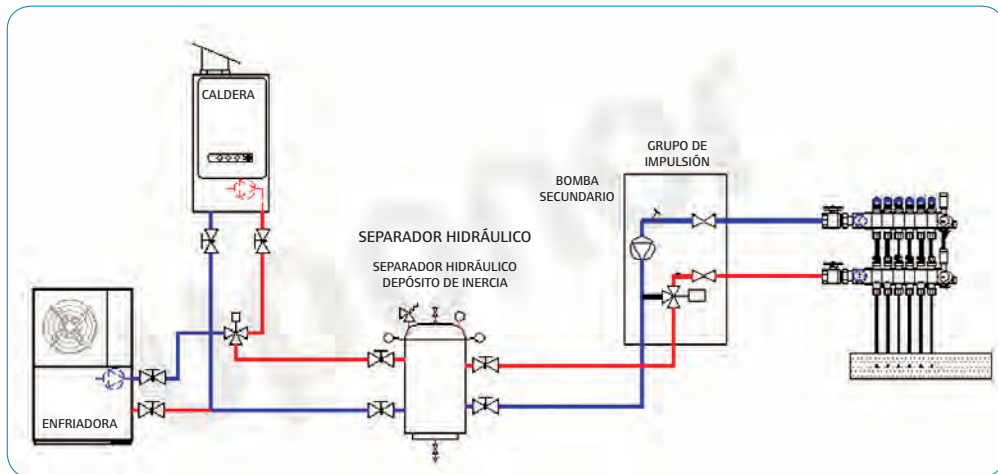 CALDERA
GRUPO DE
IMPULSIÓN
BOMBA
SECUNDARIO
SEPARADOR HIDRÁULICO
SEPARADOR HIDRÁULICO
DEPÓSITO DE INERCIA
ENFRIADORA